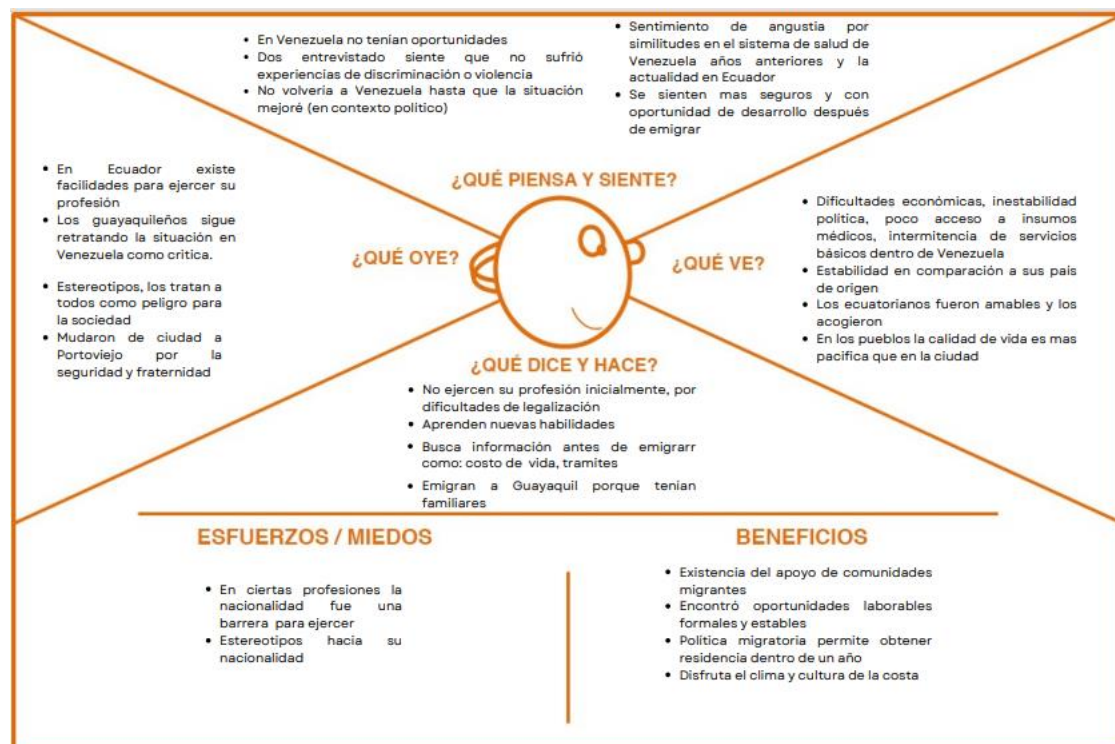 • En Venezuela no tenían oportunidades
• Dos entrevistado siente que no sufrió
experiencias de discriminación o violencia
• No volvería a Venezuela hasta que la situación
mejoré (en contexto político)
• Sentimiento de angustia por
similitudes en el sistema de salud de
Venezuela años anteriores y la
actualidad en Ecuador
• Se sienten mas seguros y con
oportunidad de desarrollo después
de emigrar
¿QUÉ PIENSA Y SIENTE?
• En Ecuador existe
facilidades para ejercer su
profesión
• Los guayaquileños sigue
retratando la situación en
Venezuela como critica.
• Estereotipos, los tratan a
todos como peligro para
la sociedad
• Mudaron de ciudad a
Portoviejo por la
seguridad y fraternidad
¿QUÉ OYE?
¿QUÉ VE?
• Dificultades económicas, inestabilidad
política, poco acceso a insumos
médicos, intermitencia de servicios
básicos dentro de Venezuela
• Estabilidad en comparación a sus país
de origen
• Los ecuatorianos fueron amables y los
acogieron
• En los pueblos la calidad de vida es mas
pacifica que en la ciudad
¿QUÉ DICE Y HACE?
• No ejercen su profesión inicialmente, por
dificultades de legalización
• Aprenden nuevas habilidades
• Busca información antes de emigrarr
como: costo de vida, tramites
• Emigran a Guayaquil porque tenían
familiares
ESFUERZOS / MIEDOS
• En ciertas profesiones la
nacionalidad fue una
barrera para ejercer
• Estereotipos hacia su
nacionalidad
BENEFICIOS
• Existencia del apoyo de comunidades
migrantes
• Encontró oportunidades laborables
formales y estables
• Política migratoria permite obtener
residencia dentro de un año
• Disfruta el clima y cultura de la costa